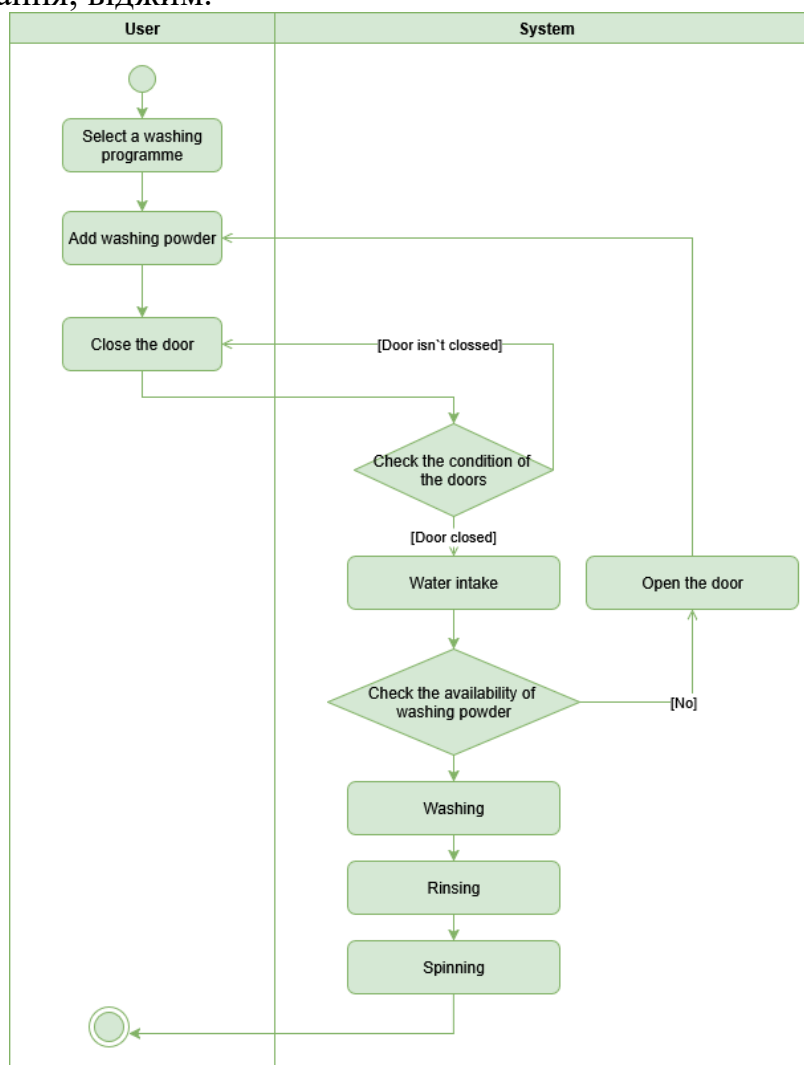 віджим.
User
System
Select a washing
programme
Add washing powder
Close the door
[Door isn`t clossed]
Check the condition of
the doors
[Door closed]
Water intake
Open the door
Check the availability of
washing powder
[No]
Washing
Rinsing
Spinning